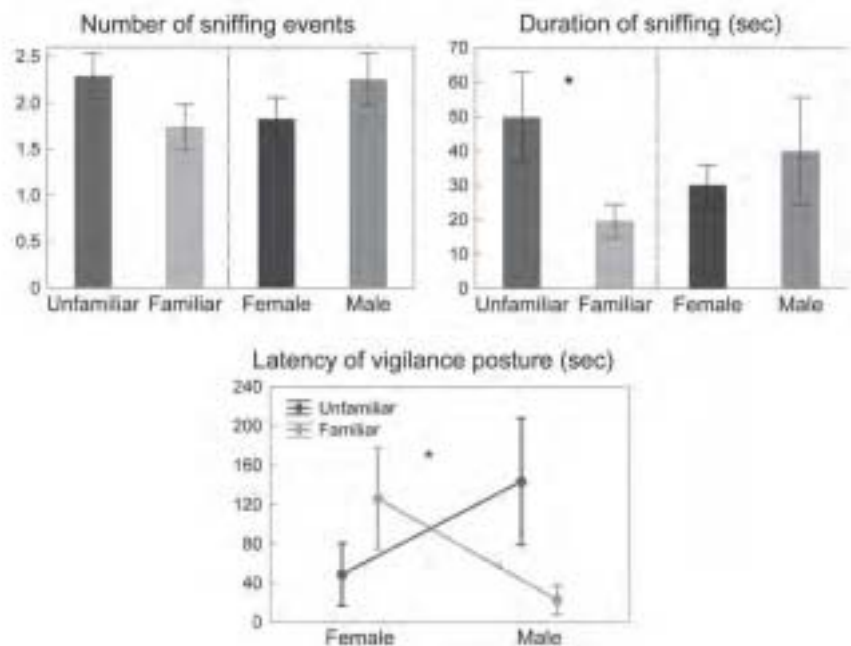 Number of sniffing events
2.5
2.0
1.5
1.0
0.5
0
Unfamiliar Familiar Female Male
Duration of sniffing (sec)
70
60
50
40
30
20
10
0
Unfamiliar Familiar Female Male
*
Latency of vigilance posture (sec)
240
200
160
120
80
40
0
Unfamiliar
Familiar
*
Female Male